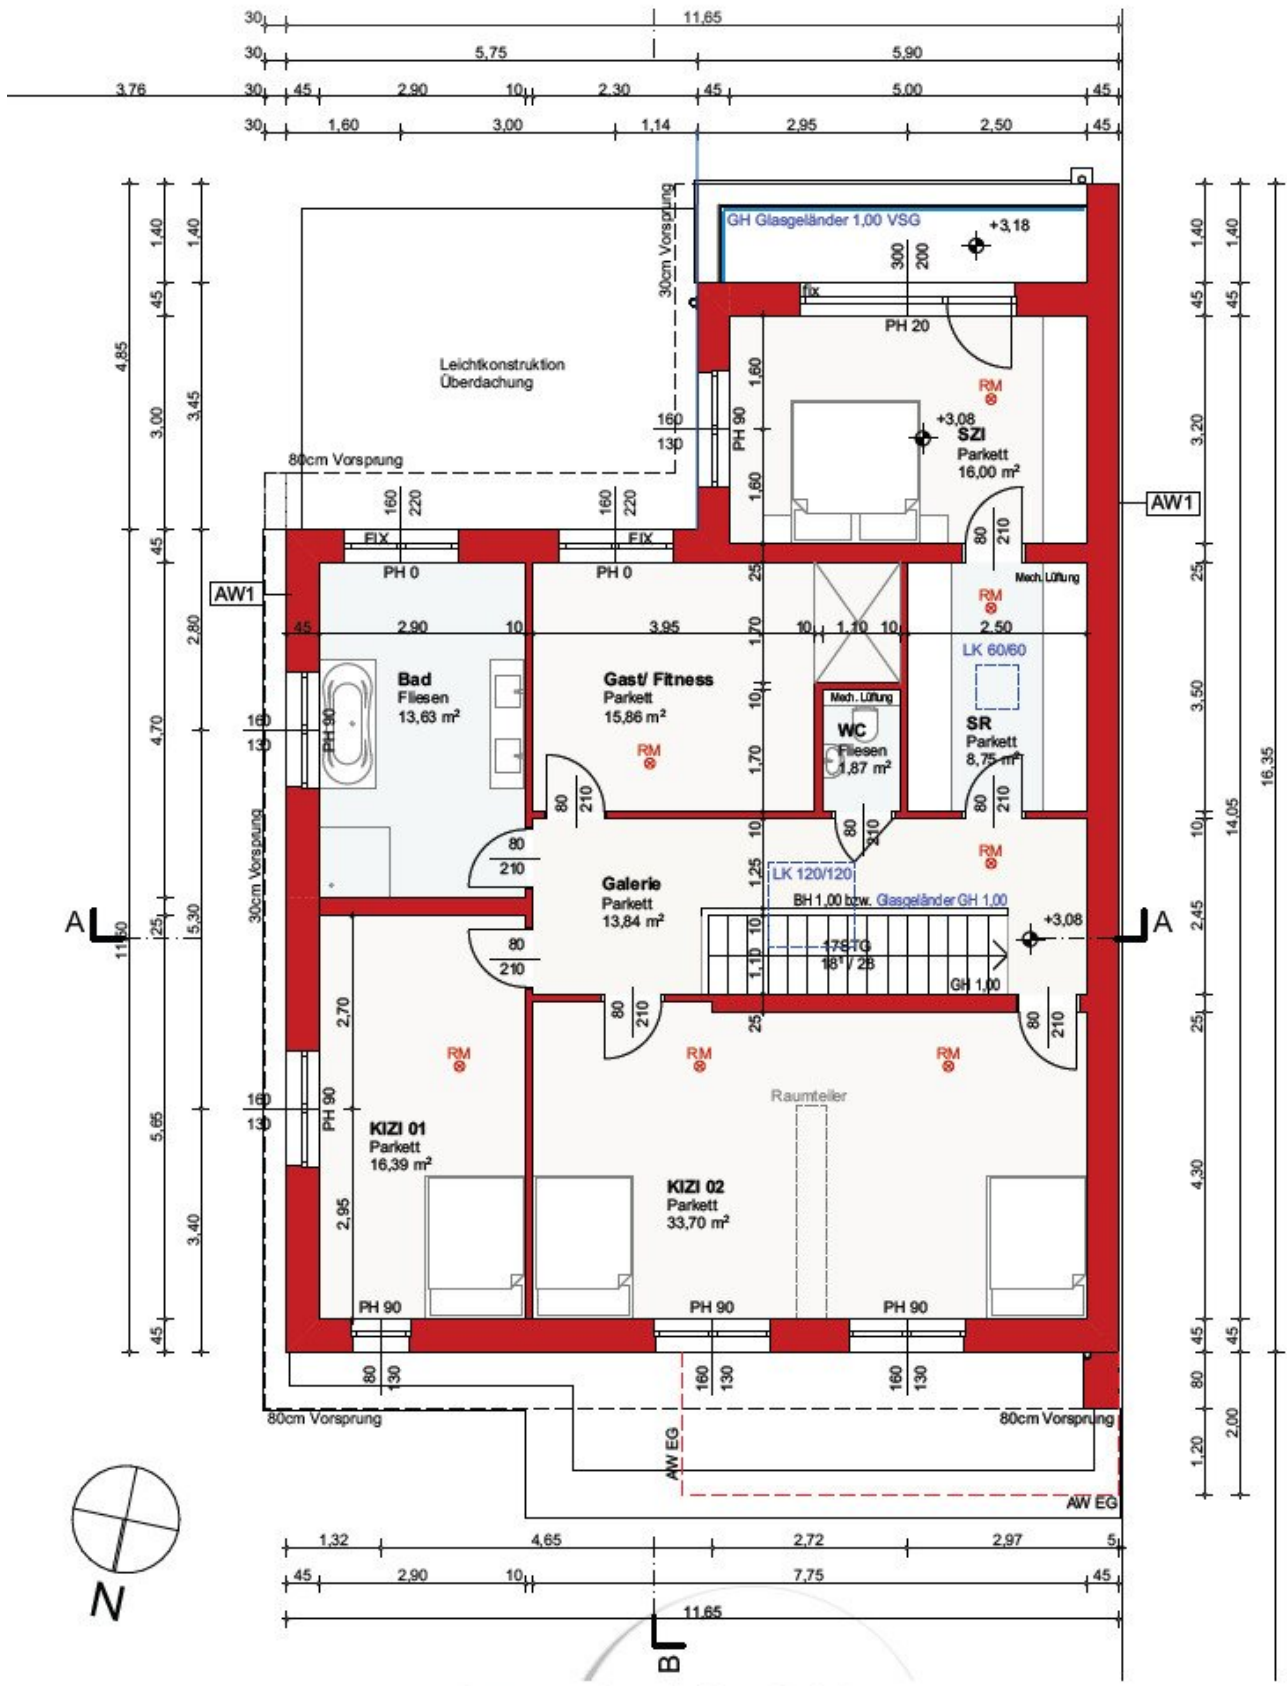 30 11,65
30 5,75 5,90
3.76 30 45 2,90 10 2.30 45 5,00 45
30 1,60 3,00 1,14 2,95 2,50 45
1,40 1,40 30cm Vorsprung GH Glasgeländer 1,00 VSG +3,18 1,40 1,40
300 200
45 fix 45 45
PH 20
4,85 3,00 3,45
Leichtkonstruktion
Überdachung
1,60 RM
160 130 PH 90 +3,08
SZI
Parkett
16,00 m²
3,20
80cm Vorsprung
1,60
160 220 160 220
80 210
AW1
45 FIX FIX
PH 0 PH 0 25 Mech. Lüftung 25
AW1 RM
2,80 45 2,90 10 3,95 1,70 10 1,10 10 2,50
LK 60/60
Bad
Fliesen
13,63 m²
Gast/ Fitness
Parkett
15,86 m²
10 Mech. Lüftung
3,50
4,70 160 130 PH 90
RM
WC
Fliesen
1,87 m²
SR
Parkett
8,75 m²
1,70
16,35
80 210
80 210
80 210
30cm Vorsprung
10 10 14,05
80
210
RM
1,25
LK 120/120
Galerie
Parkett
13,84 m²
BH 1,00 bzw. Glasgeländer GH 1,00
A 11,60 25 5,30 2,45 A
10 +3,08
80
210
17STG
18¹ / 28
1,10
GH 1,00
80 210
80 210
25 25
2,70
RM RM RM
5,65 160 130 PH 90
Raumteiler
KIZI 01
Parkett
16,39 m²
KIZI 02
Parkett
33,70 m²
4,30
2,95 3,40
45 PH 90 PH 90 PH 90 45 45
80 130 160 130 160 130
80
80cm Vorsprung 80cm Vorsprung
2,00
AW EG 1,20
AW EG
N
1,32 4,65 2,72 2,97 5
45 2,90 10 7,75 45
11,65
B